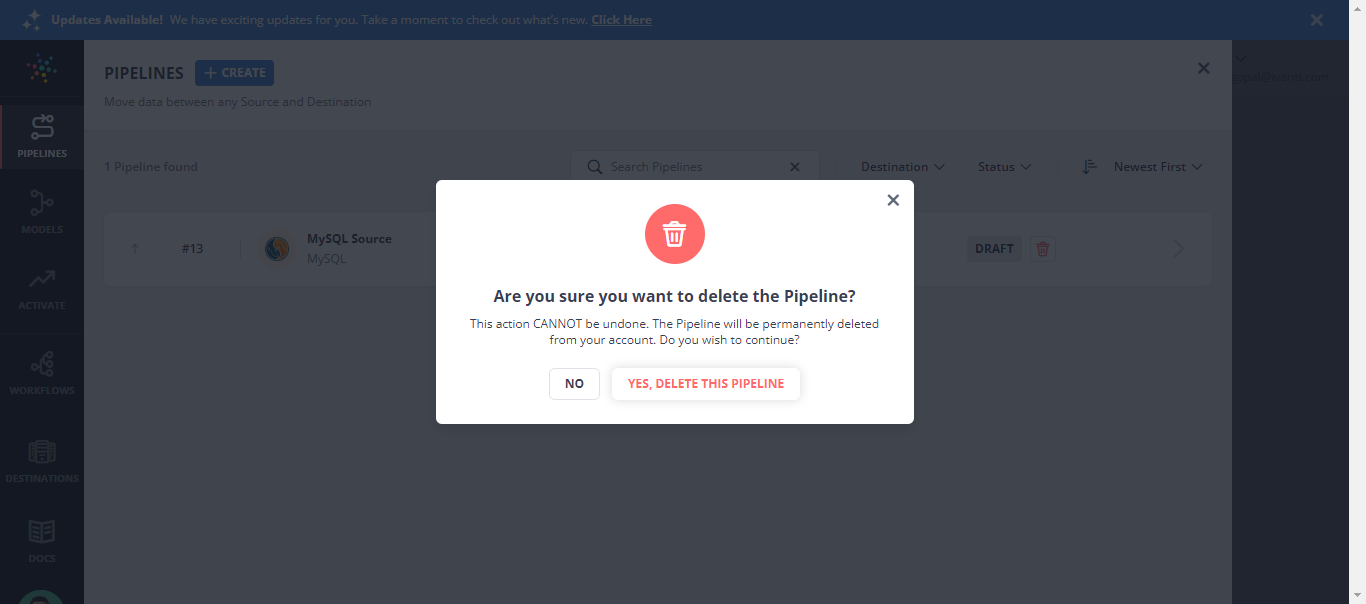 Updates Available! We have exciting updates for you. Take a moment to check out what's new. Click Here
PIPELINES
+ CREATE
Move data between any Source and Destination
PIPELINES
MODELS
ACTIVATE
WORKFLOWS
DESTINATIONS
DOCS
1 Pipeline found
Search Pipelines
Destination
Status
Newest First
#13
MySQL Source
MySQL
DRAFT
Are you sure you want to delete the Pipeline?
This action CANNOT be undone. The Pipeline will be permanently deleted
from your account. Do you wish to continue?
NO
YES, DELETE THIS PIPELINE